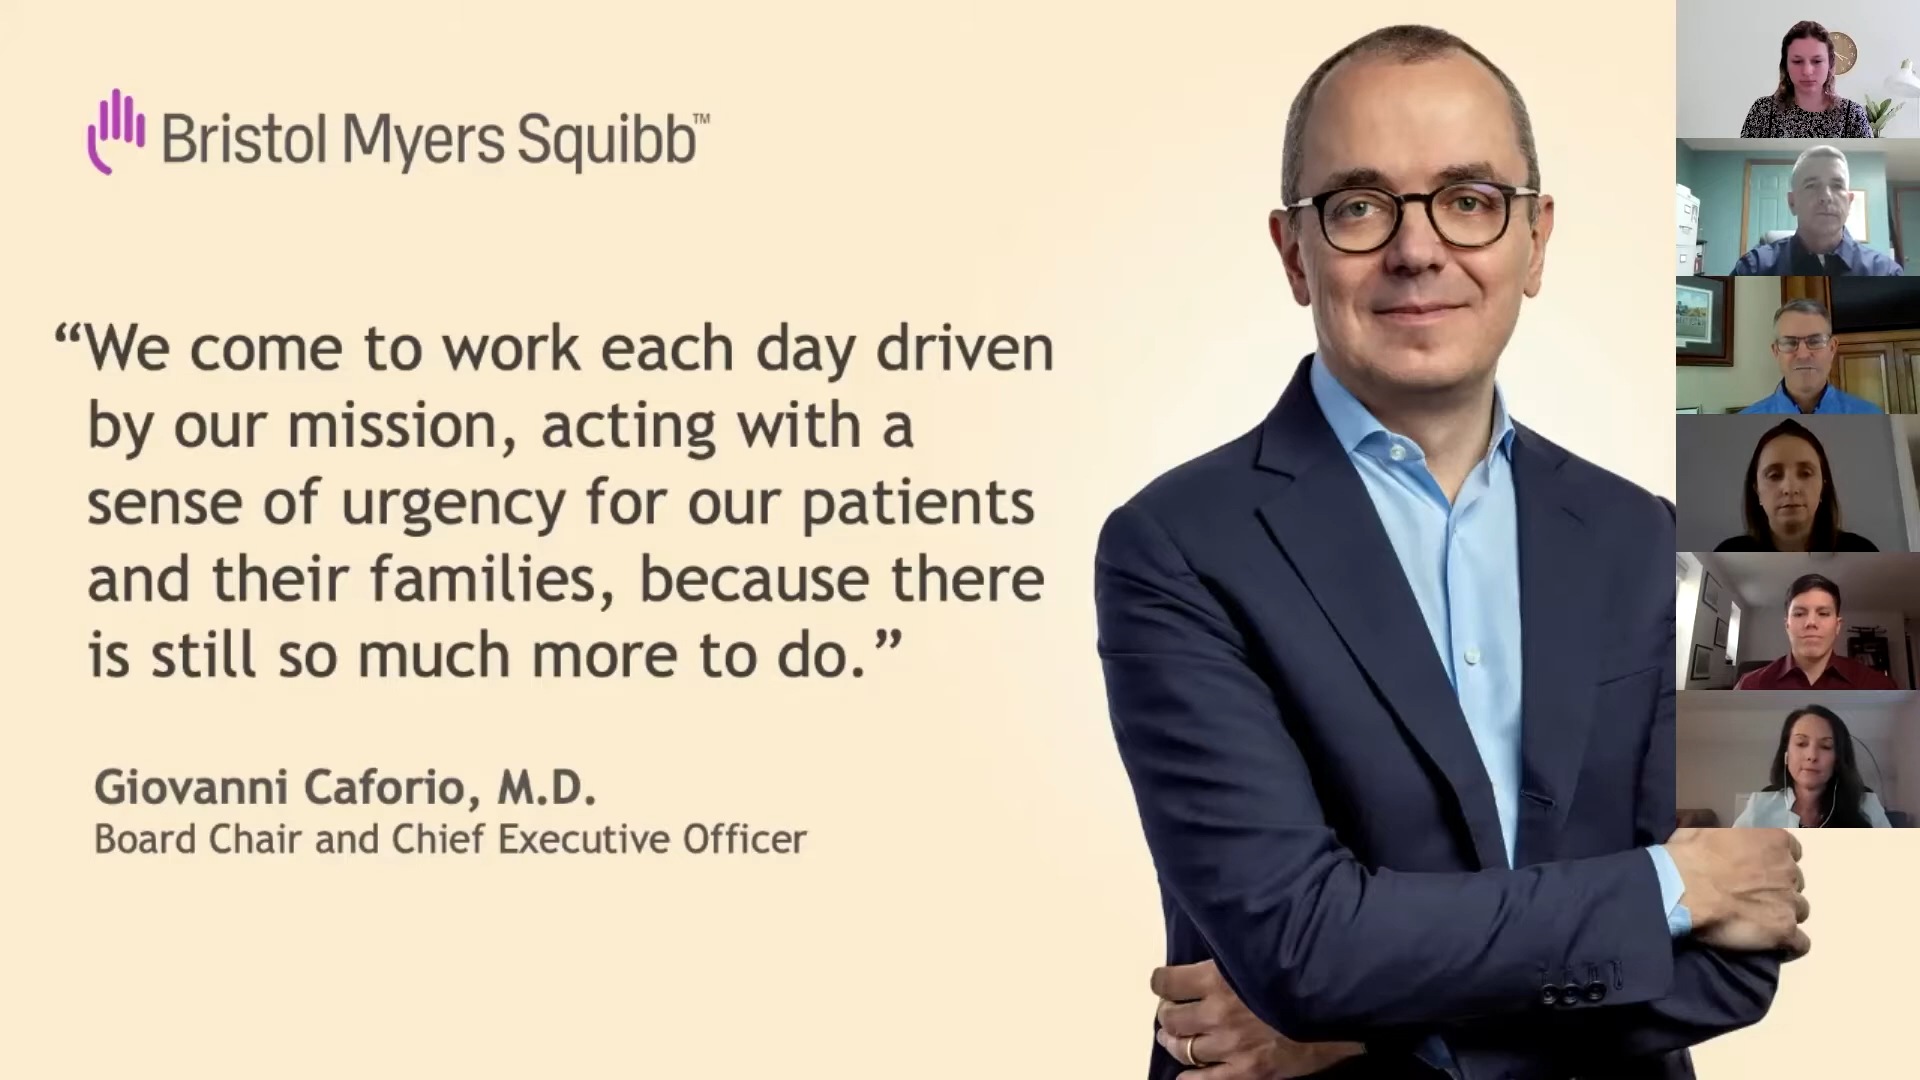 Bristol Myers Squibb™
“We come to work each day driven
by our mission, acting with a
sense of urgency for our patients
and their families, because there
is still so much more to do.”
Giovanni Caforio, M.D.
Board Chair and Chief Executive Officer